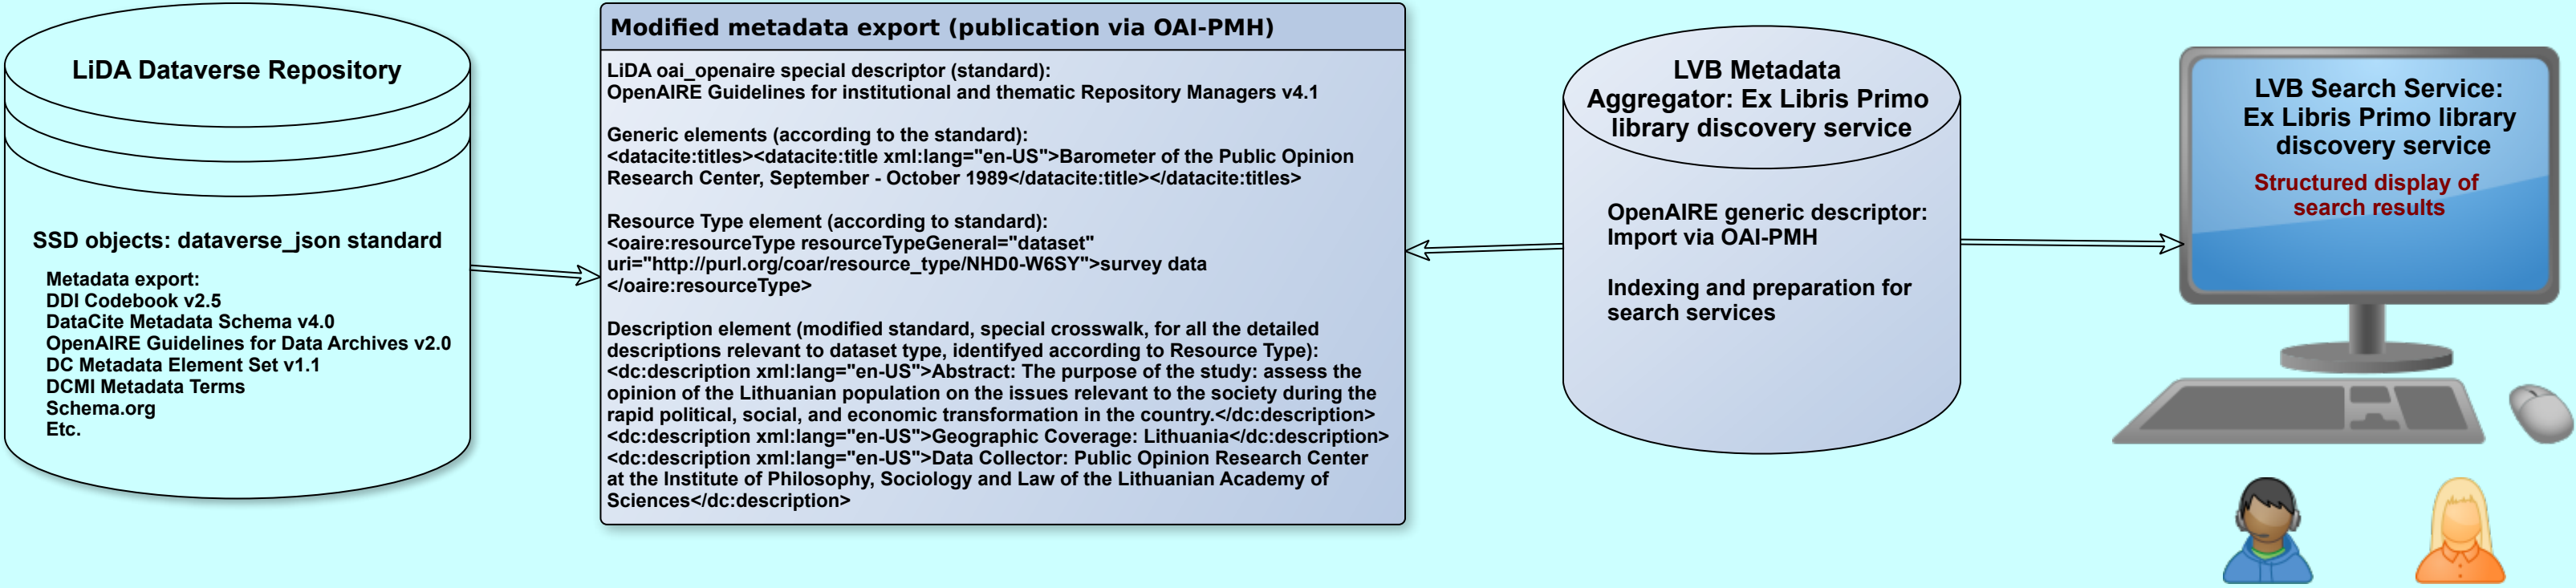 LiDA Dataverse Repository
SSD objects: dataverse_json standard
Metadata export:
DDI Codebook v2.5
DataCite Metadata Schema v4.0
OpenAIRE Guidelines for Data Archives v2.0
DC Metadata Element Set v1.1
DCMI Metadata Terms
Schema.org
Etc.
Modified metadata export (publication via OAI-PMH)
LiDA oai_openaire special descriptor (standard):
OpenAIRE Guidelines for institutional and thematic Repository Managers v4.1
Generic elements (according to the standard):
<datacite:titles><datacite:title xml:lang="en-US">Barometer of the Public Opinion
Research Center, September - October 1989</datacite:title></datacite:titles>
Resource Type element (according to standard):
<oaire:resourceType resourceTypeGeneral="dataset"
uri="http://purl.org/coar/resource_type/NHD0-W6SY">survey data
</oaire:resourceType>
Description element (modified standard, special crosswalk, for all the detailed
descriptions relevant to dataset type, identifyed according to Resource Type):
<dc:description xml:lang="en-US">Abstract: The purpose of the study: assess the
opinion of the Lithuanian population on the issues relevant to the society during the
rapid political, social, and economic transformation in the country.</dc:description>
<dc:description xml:lang="en-US">Geographic Coverage: Lithuania</dc:description>
<dc:description xml:lang="en-US">Data Collector: Public Opinion Research Center
at the Institute of Philosophy, Sociology and Law of the Lithuanian Academy of
Sciences</dc:description>
LVB Metadata
Aggregator: Ex Libris Primo
library discovery service
OpenAIRE generic descriptor:
Import via OAI-PMH
Indexing and preparation for
search services
LVB Search Service:
Ex Libris Primo library
discovery service
Structured display of
search results